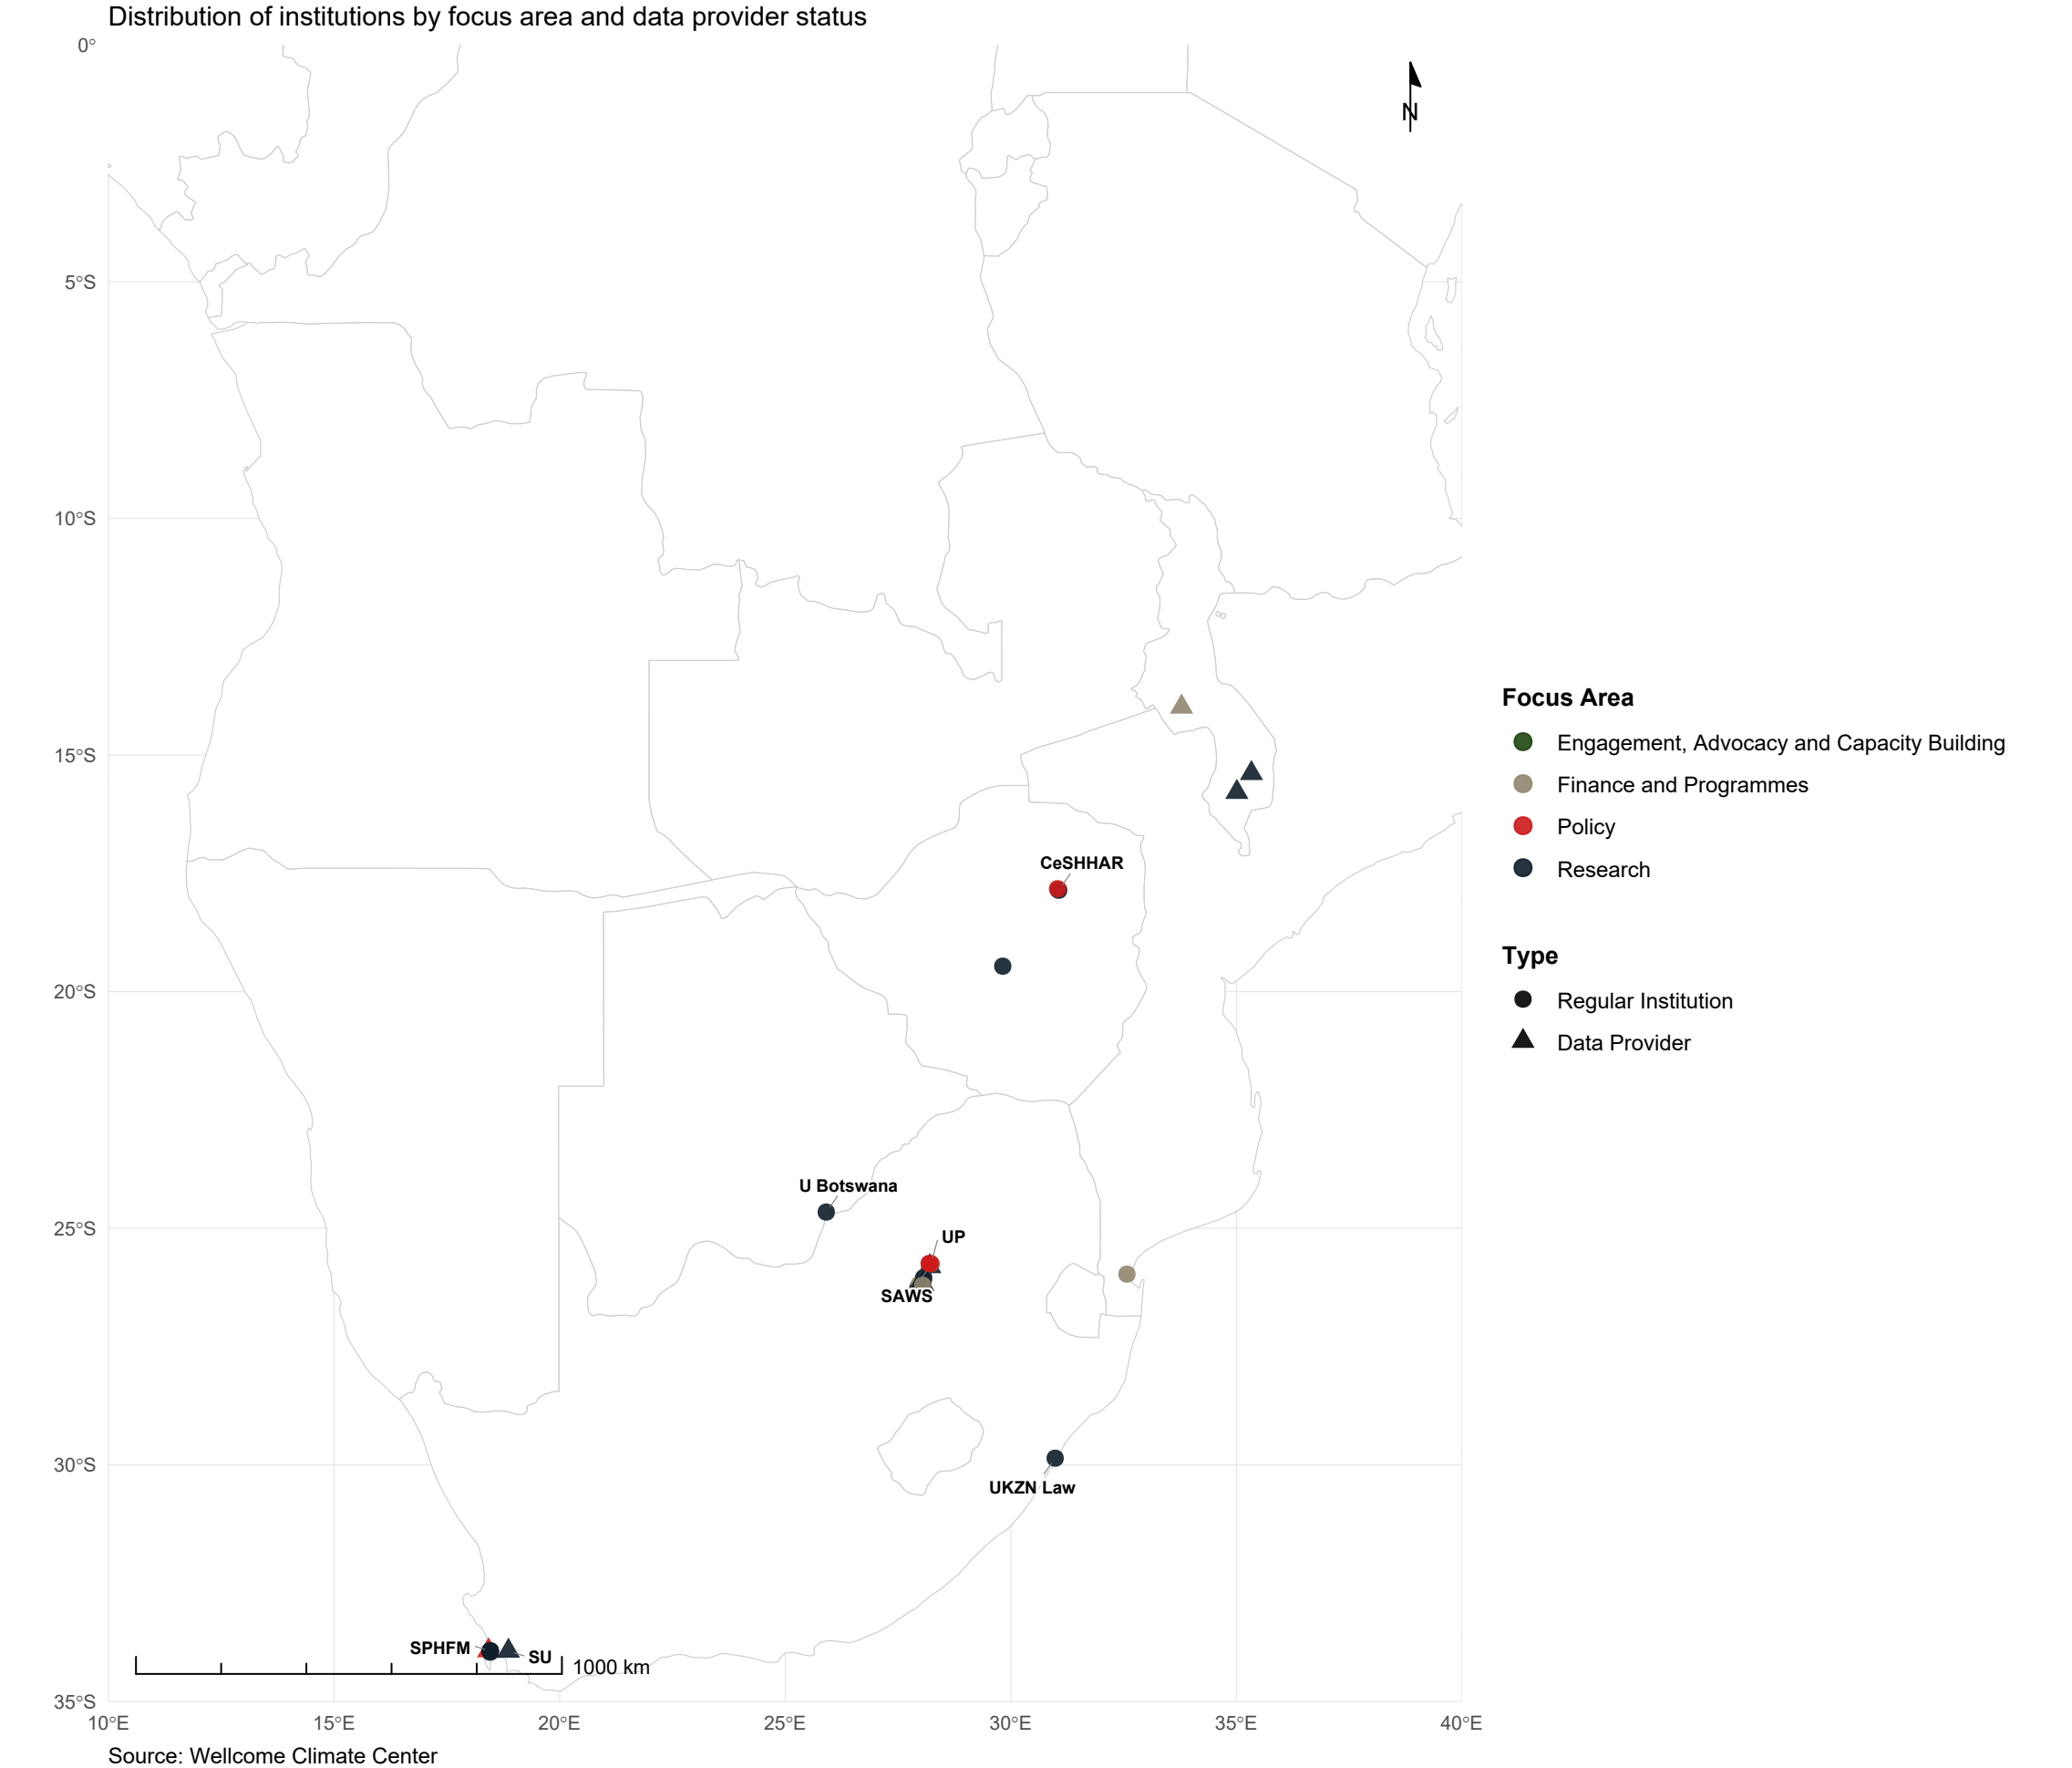 Distribution of institutions by focus area and data provider status
0°
N
5°S
10°S
15°S
20°S
25°S
30°S
35°S
CeSHHAR
U Botswana
UP
SAWS
UKZN Law
SPHFM
SU
1000 km
10°E
15°E
20°E
25°E
30°E
35°E
40°E
Source: Wellcome Climate Center
Focus Area
Engagement, Advocacy and Capacity Building
Finance and Programmes
Policy
Research
Type
Regular Institution
Data Provider